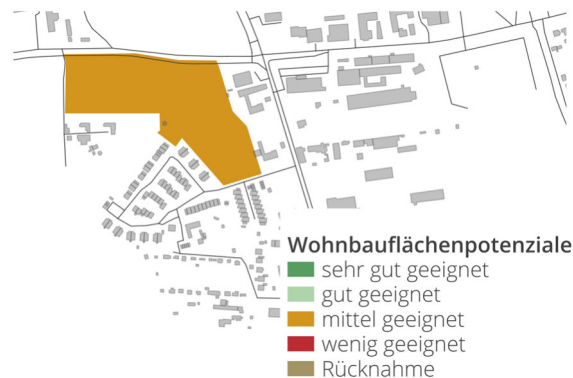 Wohnbauflächenpotenziale
sehr gut geeignet
gut geeignet
mittel geeignet
wenig geeignet
Rücknahme